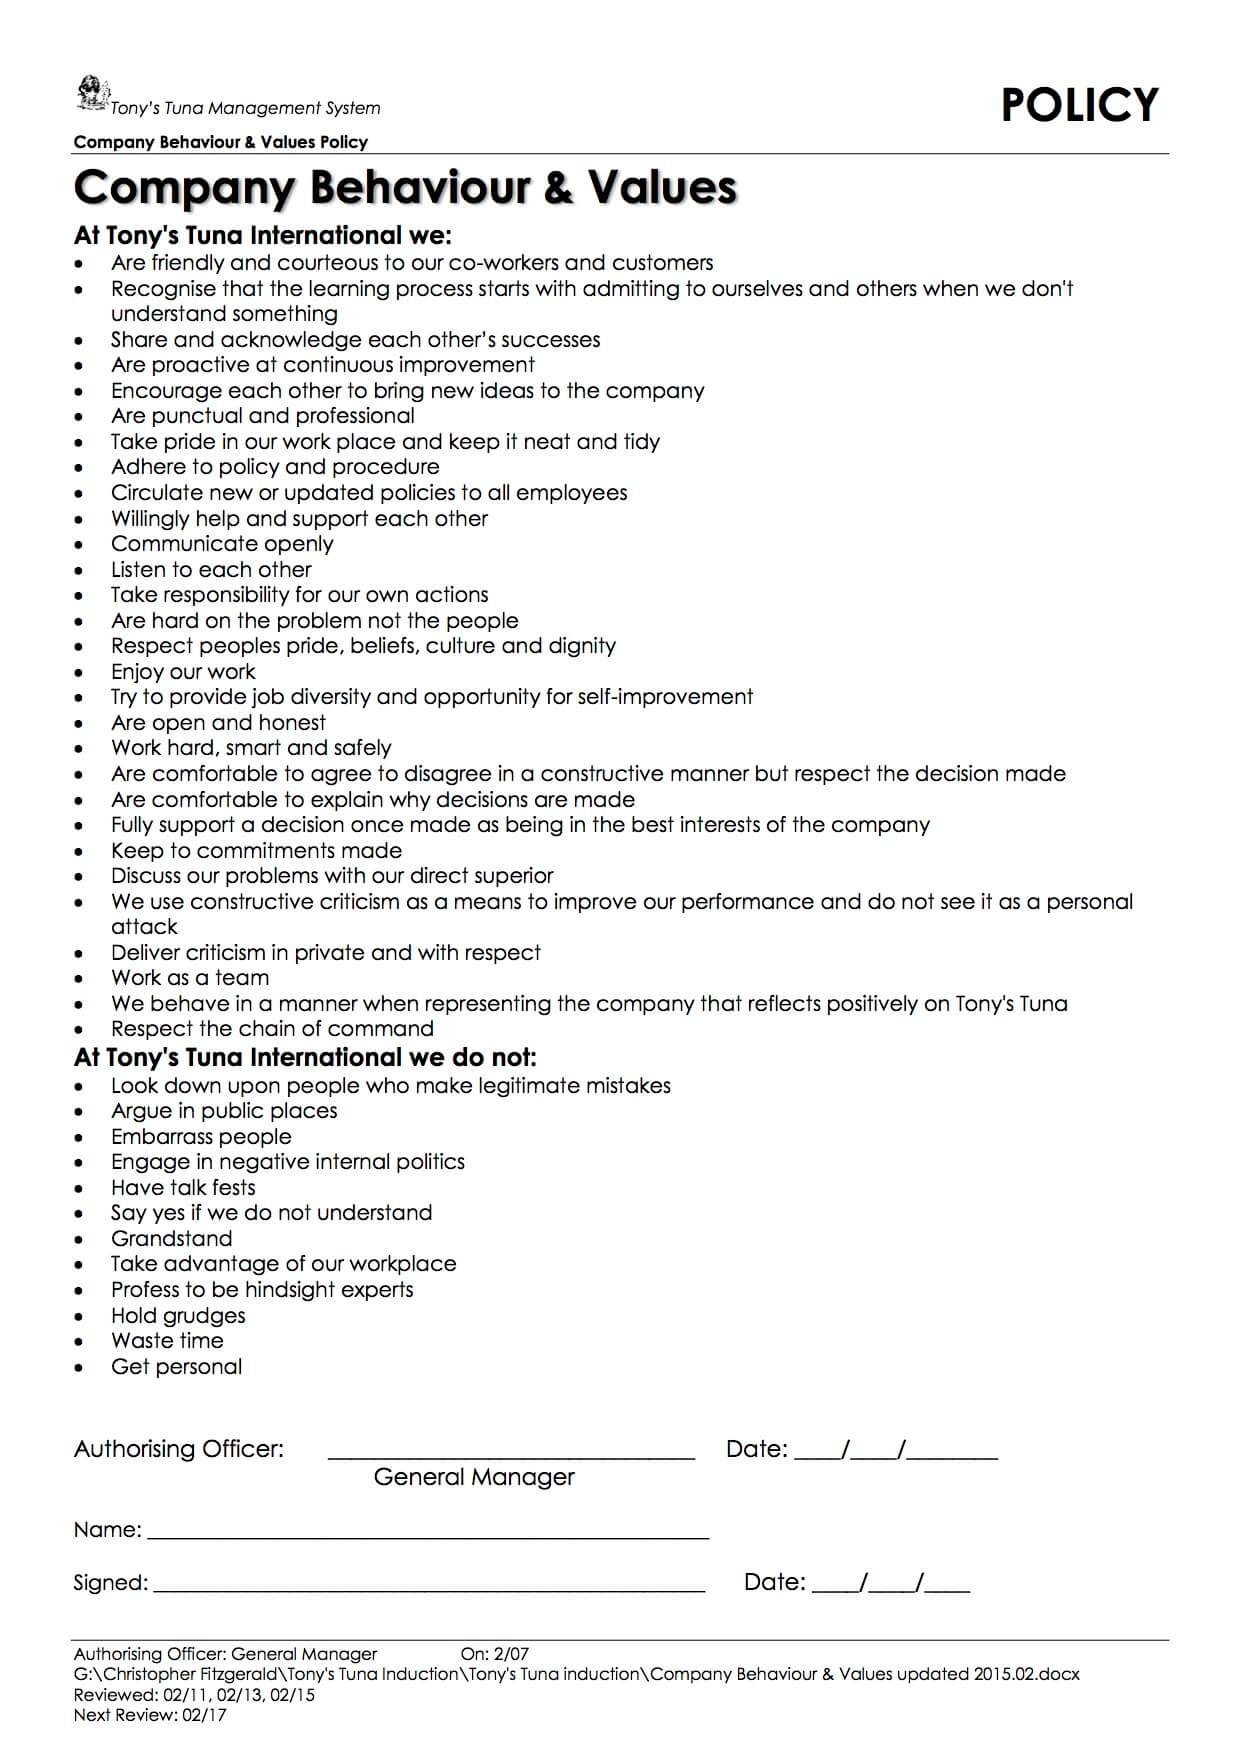 Tony's Tuna Management System
POLICY
Company Behaviour & Values Policy
Company Behaviour & Values
At Tony's Tuna International we:
• Are friendly and courteous to our co-workers and customers
• Recognise that the learning process starts with admitting to ourselves and others when we don't
understand something
• Share and acknowledge each other's successes
• Are proactive at continuous improvement
• Encourage each other to bring new ideas to the company
• Are punctual and professional
• Take pride in our work place and keep it neat and tidy
• Adhere to policy and procedure
• Circulate new or updated policies to all employees
• Willingly help and support each other
• Communicate openly
• Listen to each other
• Take responsibility for our own actions
• Are hard on the problem not the people
• Respect peoples pride, beliefs, culture and dignity
• Enjoy our work
• Try to provide job diversity and opportunity for self-improvement
• Are open and honest
• Work hard, smart and safely
• Are comfortable to agree to disagree in a constructive manner but respect the decision made
• Are comfortable to explain why decisions are made
• Fully support a decision once made as being in the best interests of the company
• Keep to commitments made
• Discuss our problems with our direct superior
• We use constructive criticism as a means to improve our performance and do not see it as a personal
attack
• Deliver criticism in private and with respect
• Work as a team
• We behave in a manner when representing the company that reflects positively on Tony's Tuna
• Respect the chain of command
At Tony's Tuna International we do not:
• Look down upon people who make legitimate mistakes
• Argue in public places
• Embarrass people
• Engage in negative internal politics
• Have talk fests
• Say yes if we do not understand
• Grandstand
• Take advantage of our workplace
• Profess to be hindsight experts
• Hold grudges
• Waste time
• Get personal
Authorising Officer: ______________________________ Date: ____/____/________
General Manager
Name: ______________________________________________
Signed: ______________________________________________ Date: ____/____/____
Authorising Officer: General Manager On: 2/07
G:\Christopher Fitzgerald\Tony's Tuna Induction\Tony's Tuna induction\Company Behaviour & Values updated 2015.02.docx
Reviewed: 02/11, 02/13, 02/15
Next Review: 02/17